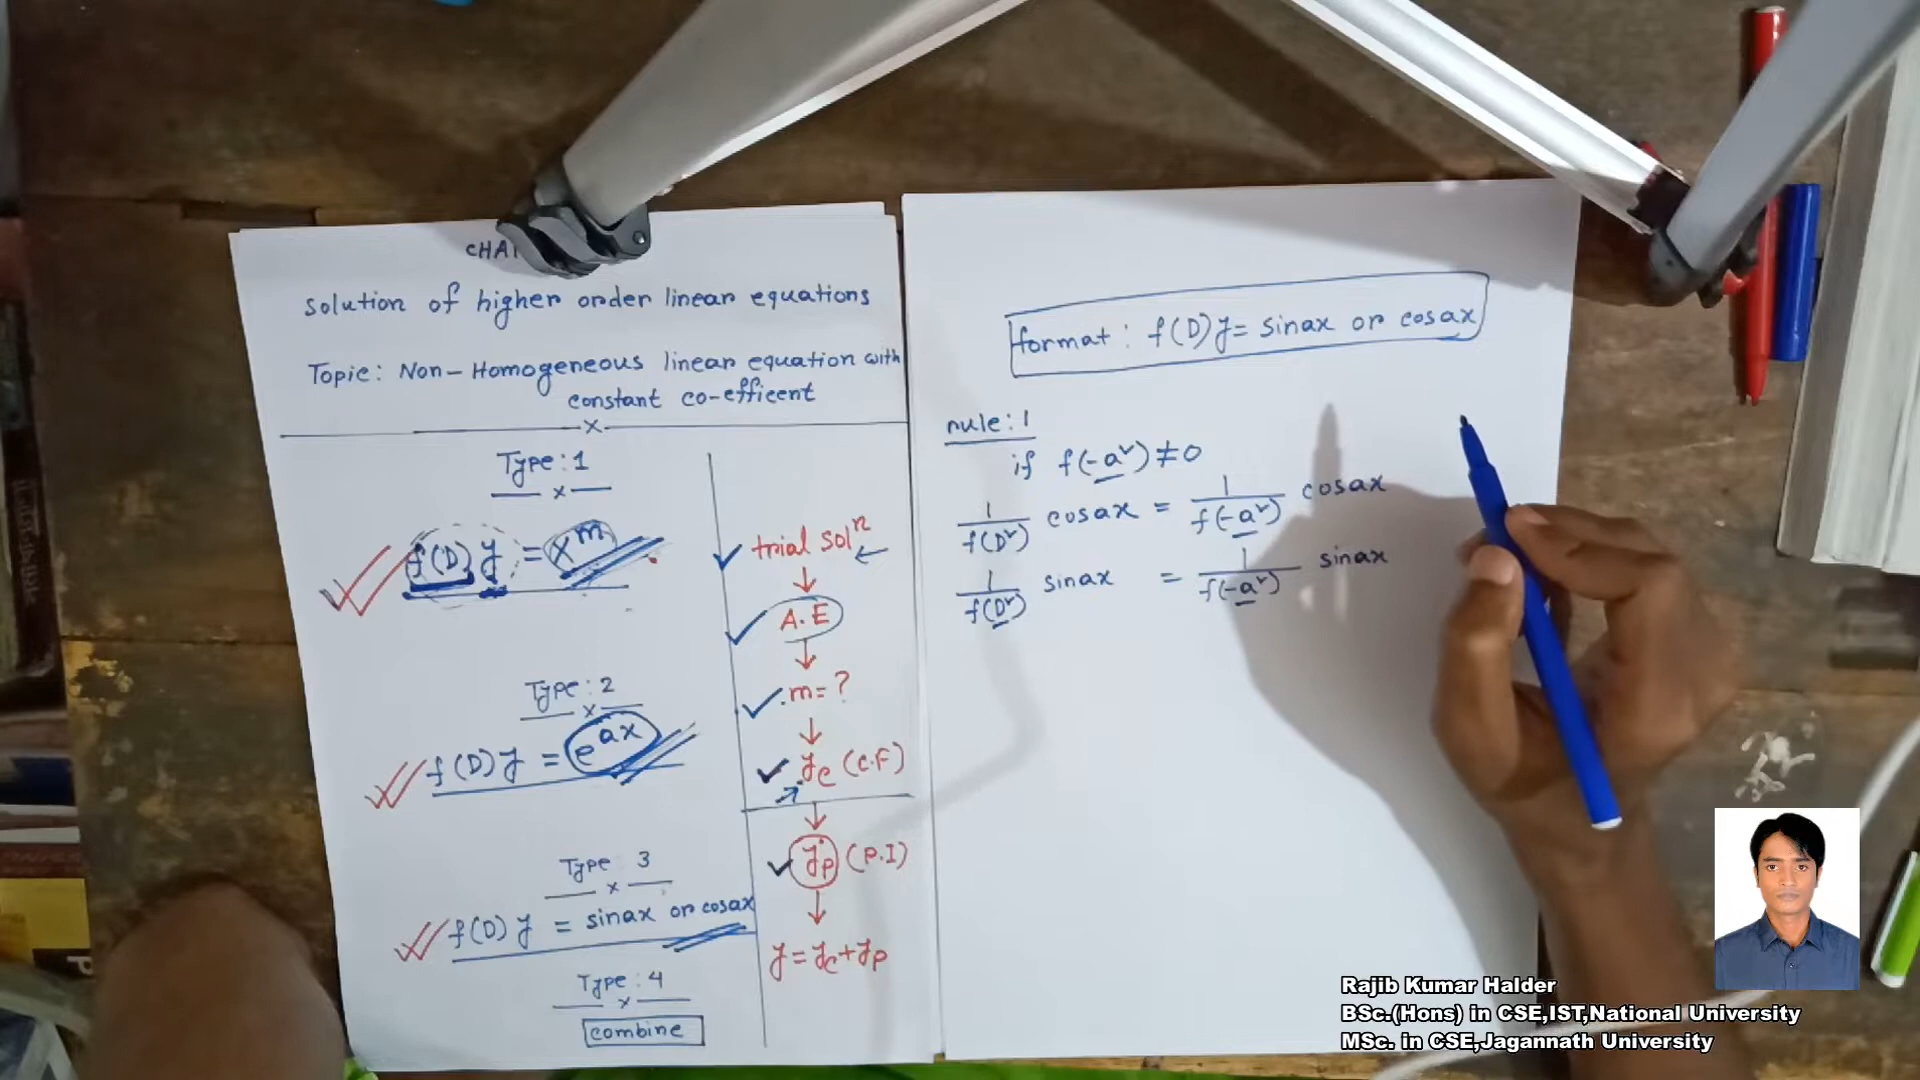 CHA
Solution of higher order linear equations
Topic: Non-Homogeneous linear equation with
constant co-efficent
x
Type:1
x
f(D) y = x^m
Type:2
x
f(D) y = e^ax
Type 3
x
f(D) y = sinax or cosax
Type:4
x
combine
trial sol^n ←
↓
A.E
↓
m=?
↓
y_c (C.F)
↓
y_p (P.I)
↓
y = y_c + y_p
format: f(D) y = sinax or cosax
rule:1
if f(-a²) ≠ 0
1/f(D²) cosax = 1/f(-a²) cosax
1/f(D²) sinax = 1/f(-a²) sinax
Rajib Kumar Halder
BSc.(Hons) in CSE,IST,National University
MSc. in CSE,Jagannath University